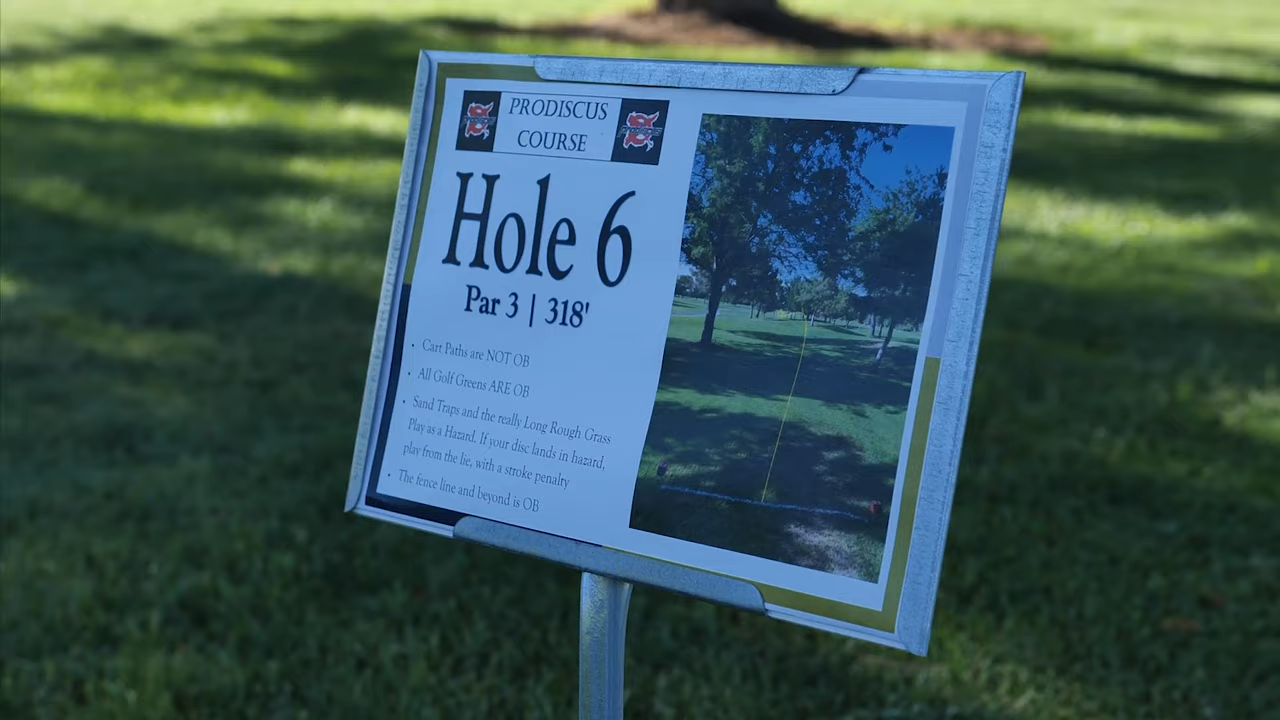 PRODISCUS
COURSE
Hole 6
Par 3 | 318'
• Cart Paths are NOT OB
• All Golf Greens ARE OB
• Sand Traps and the really Long Rough Grass
Play as a Hazard. If your disc lands in hazard,
play from the lie, with a stroke penalty
• The fence line and beyond is OB